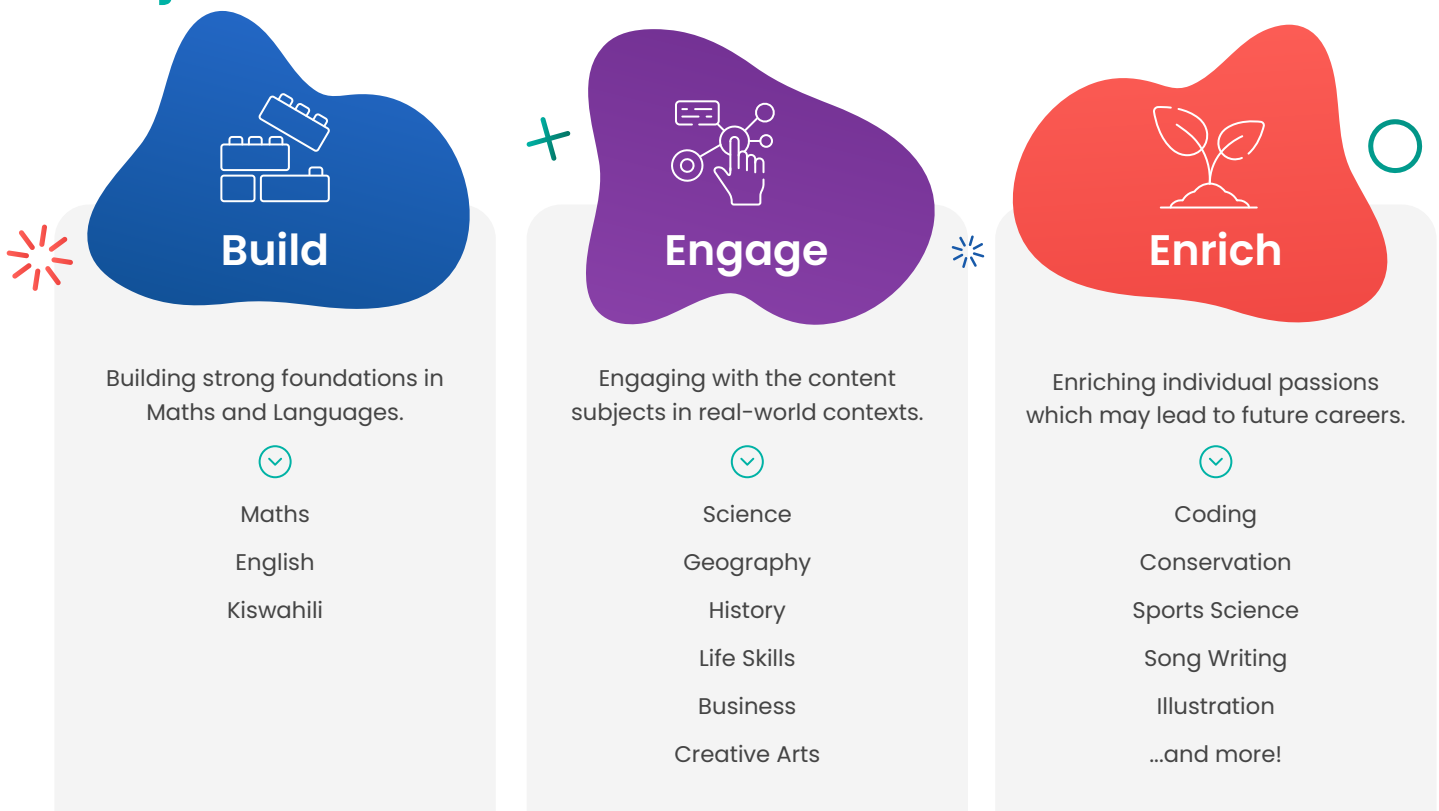 Build
Building strong foundations in
Maths and Languages.
Maths
English
Kiswahili
Engage
Engaging with the content
subjects in real-world contexts.
Science
Geography
History
Life Skills
Business
Creative Arts
Enrich
Enriching individual passions
which may lead to future careers.
Coding
Conservation
Sports Science
Song Writing
Illustration
...and more!